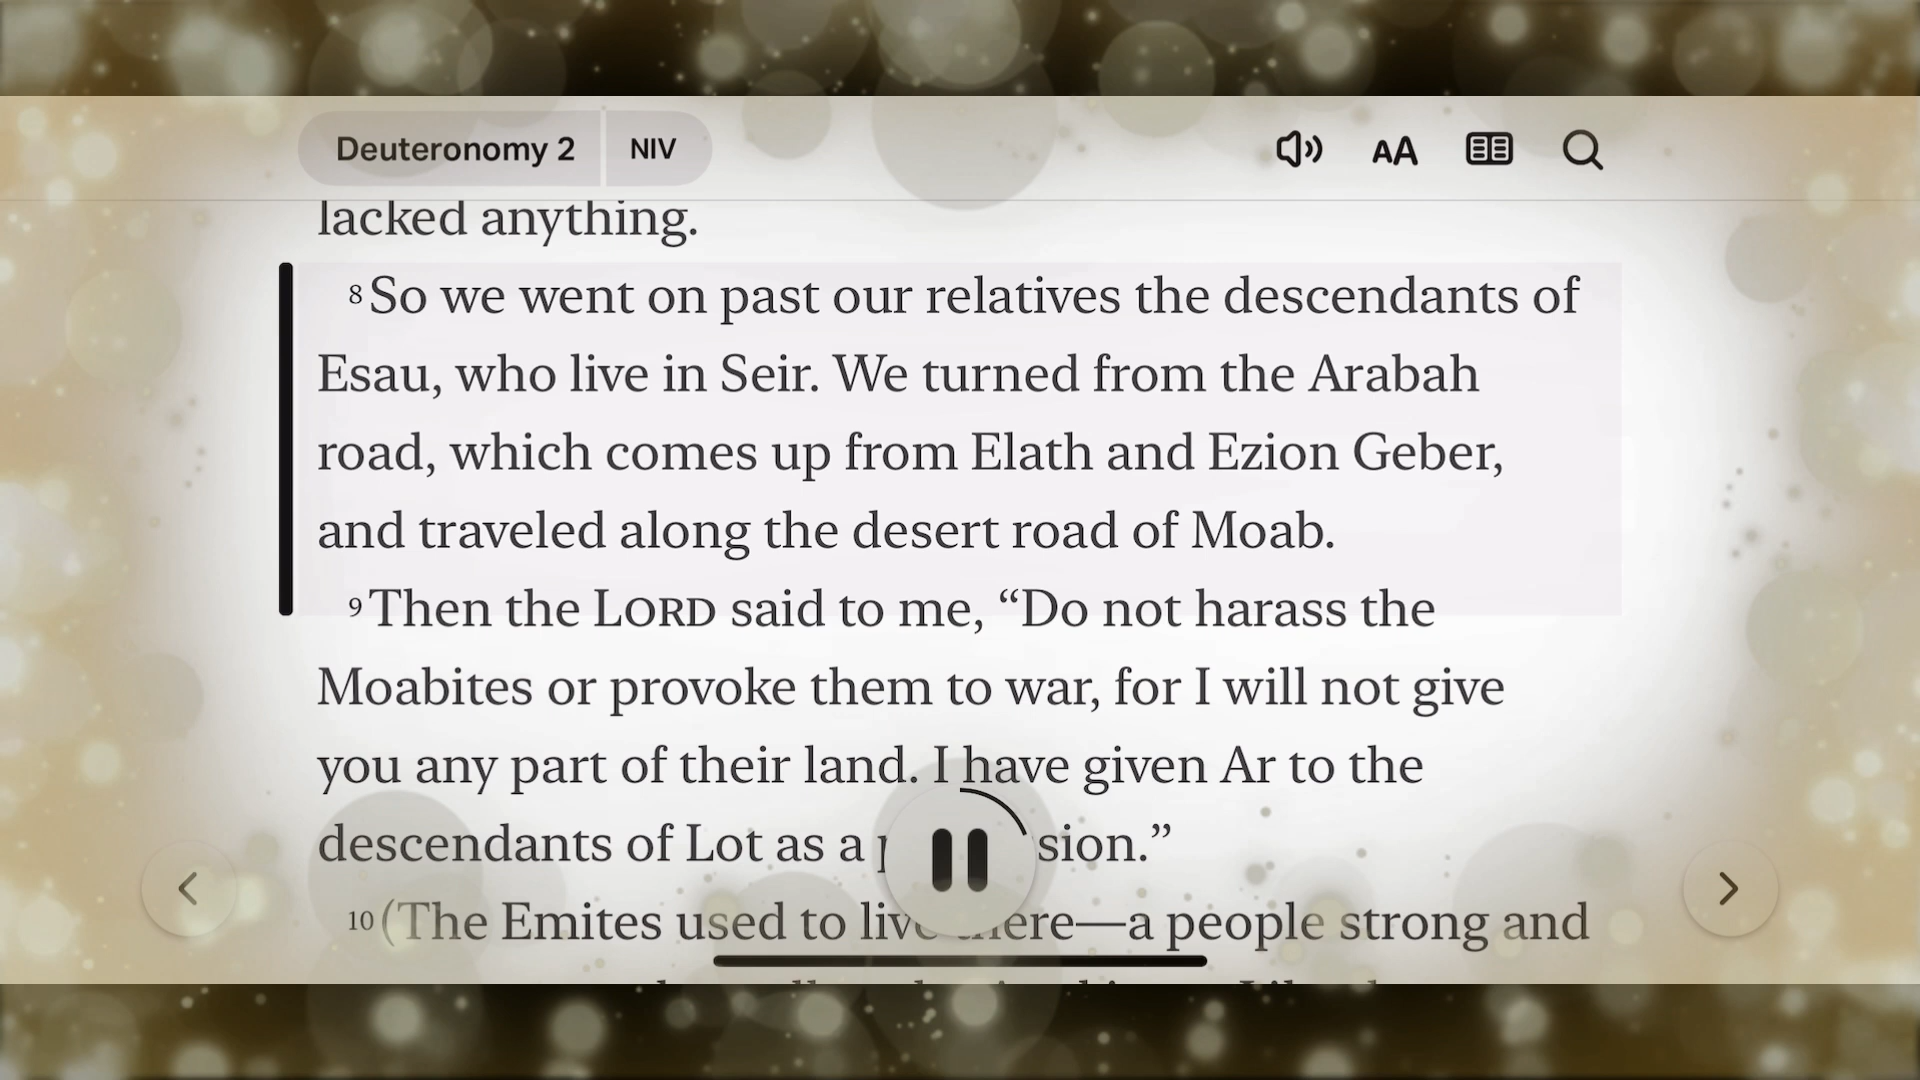 Deuteronomy 2 NIV AA
lacked anything.
8 So we went on past our relatives the descendants of
Esau, who live in Seir. We turned from the Arabah
road, which comes up from Elath and Ezion Geber,
and traveled along the desert road of Moab.
9 Then the LORD said to me, “Do not harass the
Moabites or provoke them to war, for I will not give
you any part of their land. I have given Ar to the
descendants of Lot as a sion.”
10 (The Emites used to live there—a people strong and